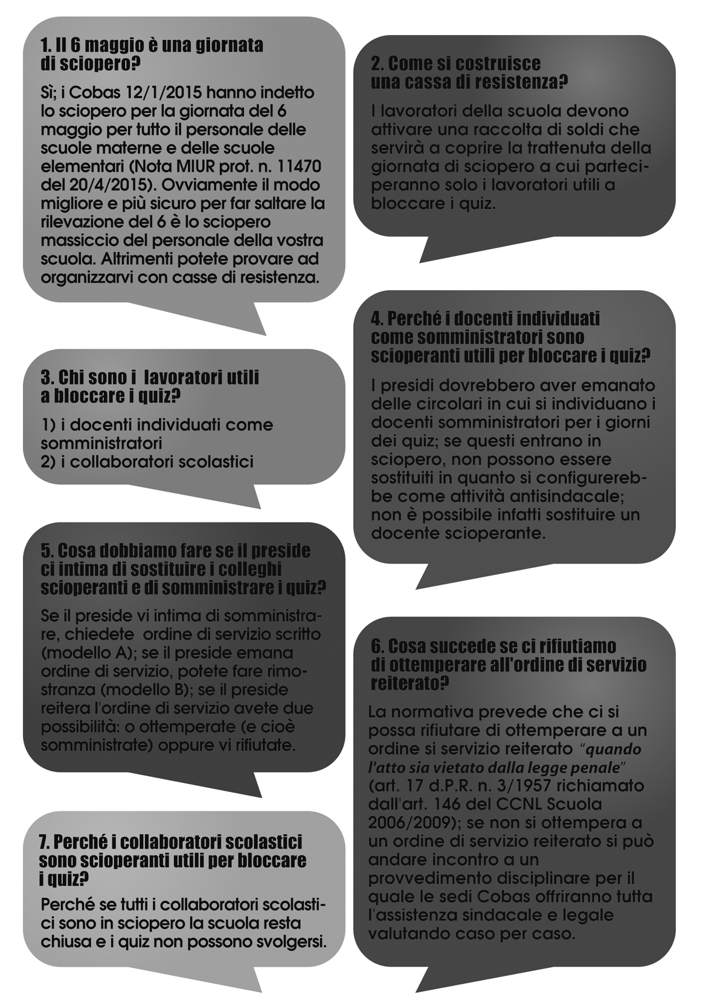 1. Il 6 maggio è una giornata
di sciopero?
Sì; i Cobas 12/1/2015 hanno indetto
lo sciopero per la giornata del 6
maggio per tutto il personale delle
scuole materne e delle scuole
elementari (Nota MIUR prot. n. 11470
del 20/4/2015). Ovviamente il modo
migliore e più sicuro per far saltare la
rilevazione del 6 è lo sciopero
massiccio del personale della vostra
scuola. Altrimenti potete provare ad
organizzarvi con casse di resistenza.
2. Come si costruisce
una cassa di resistenza?
I lavoratori della scuola devono
attivare una raccolta di soldi che
servirà a coprire la trattenuta della
giornata di sciopero a cui parteci-
peranno solo i lavoratori utili a
bloccare i quiz.
3. Chi sono i  lavoratori utili
a bloccare i quiz?
1) i docenti individuati come
somministratori
2) i collaboratori scolastici
4. Perché i docenti individuati
come somministratori sono
scioperanti utili per bloccare i quiz?
I presidi dovrebbero aver emanato
delle circolari in cui si individuano i
docenti somministratori per i giorni
dei quiz; se questi entrano in
sciopero, non possono essere
sostituiti in quanto si configurereb-
be come attività antisindacale;
non è possibile infatti sostituire un
docente scioperante.
5. Cosa dobbiamo fare se il preside
ci intima di sostituire i colleghi
scioperanti e di somministrare i quiz?
Se il preside vi intima di somministra-
re, chiedete  ordine di servizio scritto
(modello A); se il preside emana
ordine di servizio, potete fare rimo-
stranza (modello B); se il preside
reitera l'ordine di servizio avete due
possibilità: o ottemperate (e cioè
somministrate) oppure vi rifiutate.
6. Cosa succede se ci rifiutiamo
di ottemperare all'ordine di servizio
reiterato?
La normativa prevede che ci si
possa rifiutare di ottemperare a un
ordine si servizio reiterato “quando
l'atto sia vietato dalla legge penale”
(art. 17 d.P.R. n. 3/1957 richiamato
dall'art. 146 del CCNL Scuola
2006/2009); se non si ottempera a
un ordine di servizio reiterato si può
andare incontro a un
provvedimento disciplinare per il
quale le sedi Cobas offriranno tutta
l'assistenza sindacale e legale
valutando caso per caso.
7. Perché i collaboratori scolastici
sono scioperanti utili per bloccare
i quiz?
Perché se tutti i collaboratori scolasti-
ci sono in sciopero la scuola resta
chiusa e i quiz non possono svolgersi.